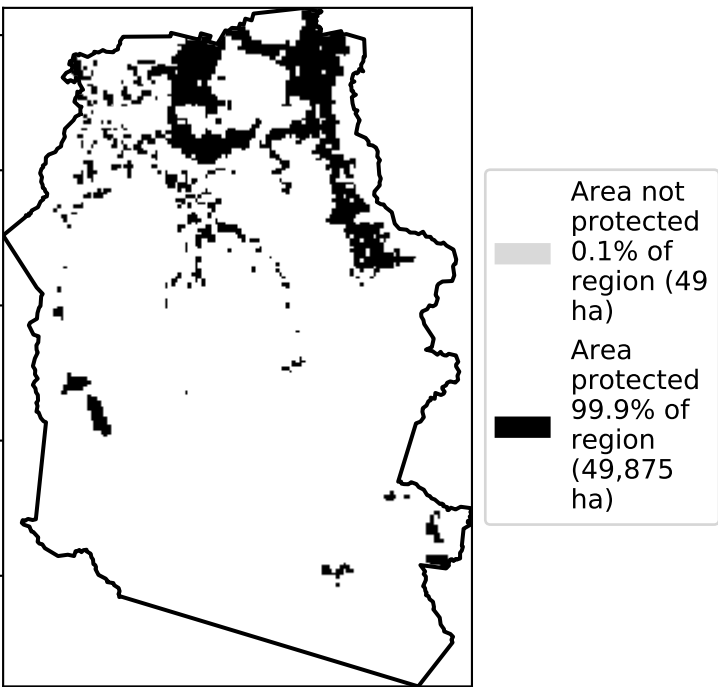 Area not
protected
0.1% of
region (49
ha)
Area
protected
99.9% of
region
(49,875
ha)